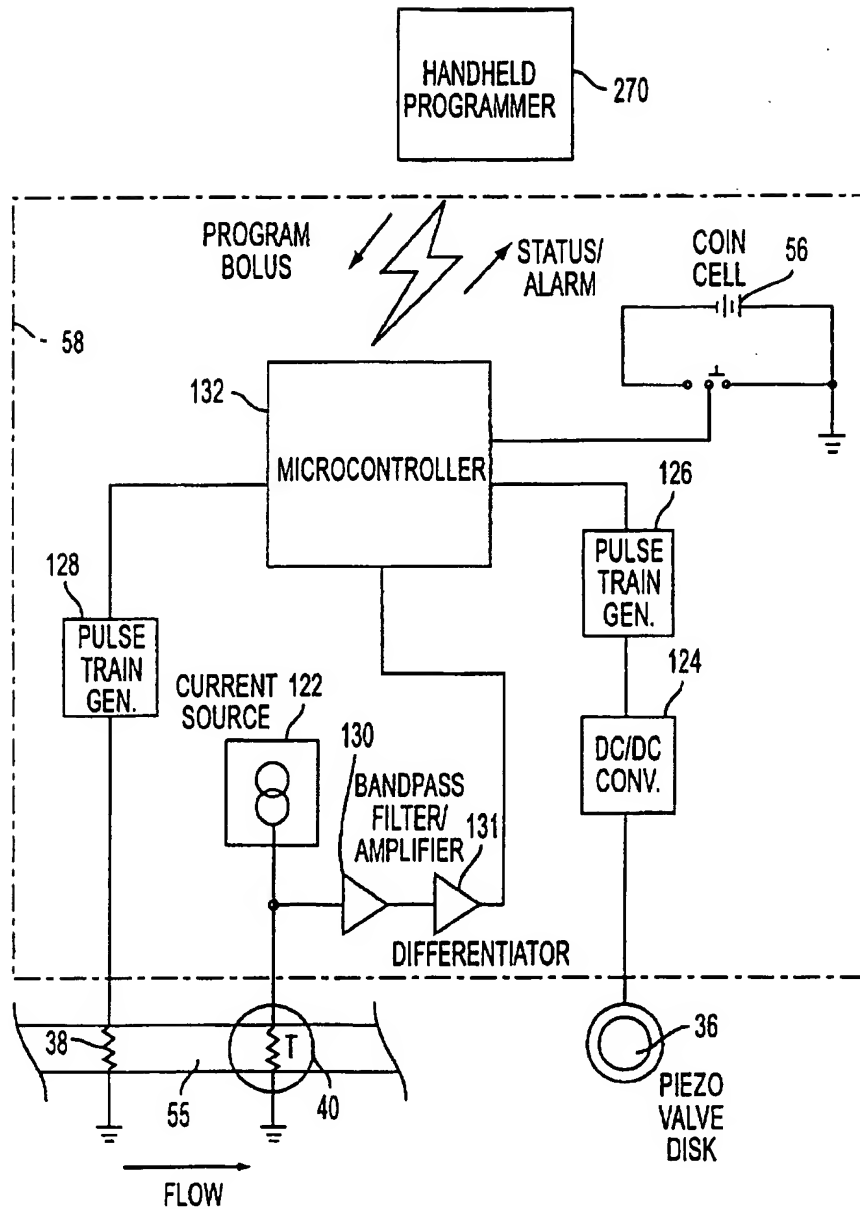 HANDHELD
PROGRAMMER
270
PROGRAM
BOLUS
STATUS/
ALARM
COIN
CELL
56
58
132
MICROCONTROLLER
126
PULSE
TRAIN
GEN.
128
PULSE
TRAIN
GEN.
CURRENT
SOURCE
122
124
DC/DC
CONV.
130
BANDPASS
FILTER/
AMPLIFIER
131
DIFFERENTIATOR
38
55
T
40
36
PIEZO
VALVE
DISK
FLOW